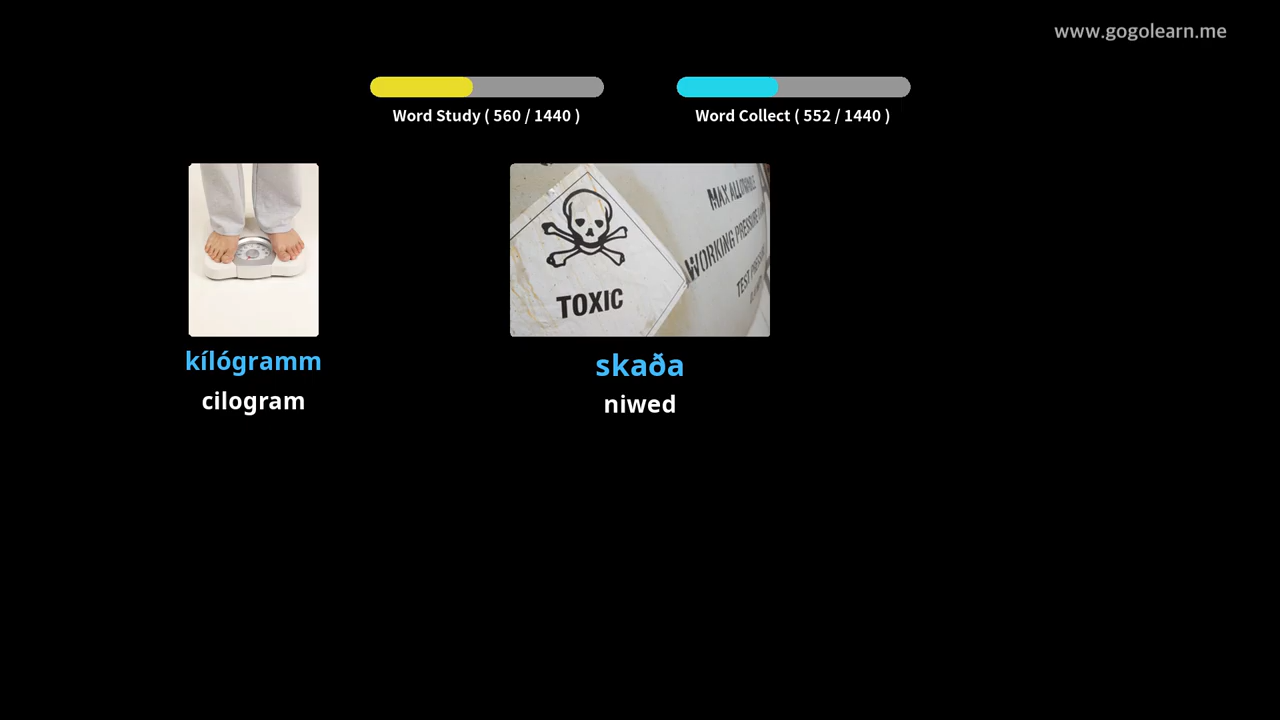 www.gogolearn.me
Word Study ( 560 / 1440 )
Word Collect ( 552 / 1440 )
TOXIC
MAX ALLOWABLE
WORKING PRESSURE
TEST PRESS
kílógramm
cilogram
skaða
niwed